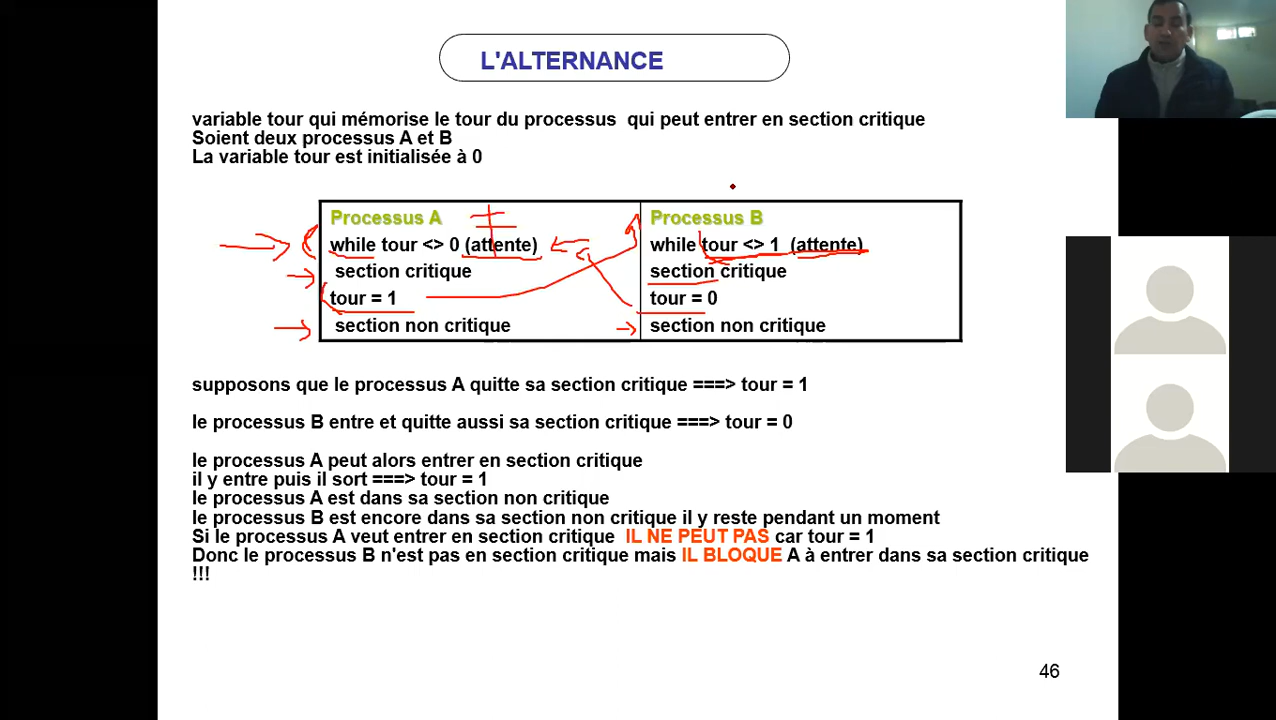 L'ALTERNANCE
variable tour qui mémorise le tour du processus qui peut entrer en section critique
Soient deux processus A et B
La variable tour est initialisée à 0
Processus A
while tour <> 0 (attente)
section critique
tour = 1
section non critique
Processus B
while tour <> 1 (attente)
section critique
tour = 0
section non critique
supposons que le processus A quitte sa section critique ===> tour = 1
le processus B entre et quitte aussi sa section critique ===> tour = 0
le processus A peut alors entrer en section critique
il y entre puis il sort ===> tour = 1
le processus A est dans sa section non critique
le processus B est encore dans sa section non critique il y reste pendant un moment
Si le processus A veut entrer en section critique IL NE PEUT PAS car tour = 1
Donc le processus B n'est pas en section critique mais IL BLOQUE A à entrer dans sa section critique
!!!
46